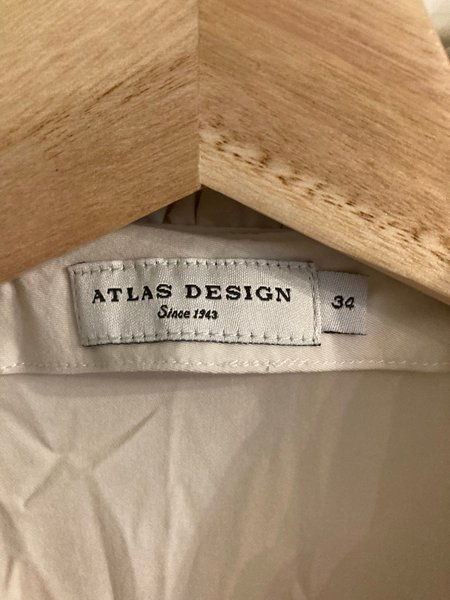 ATLAS DESIGN
Since 1943
34